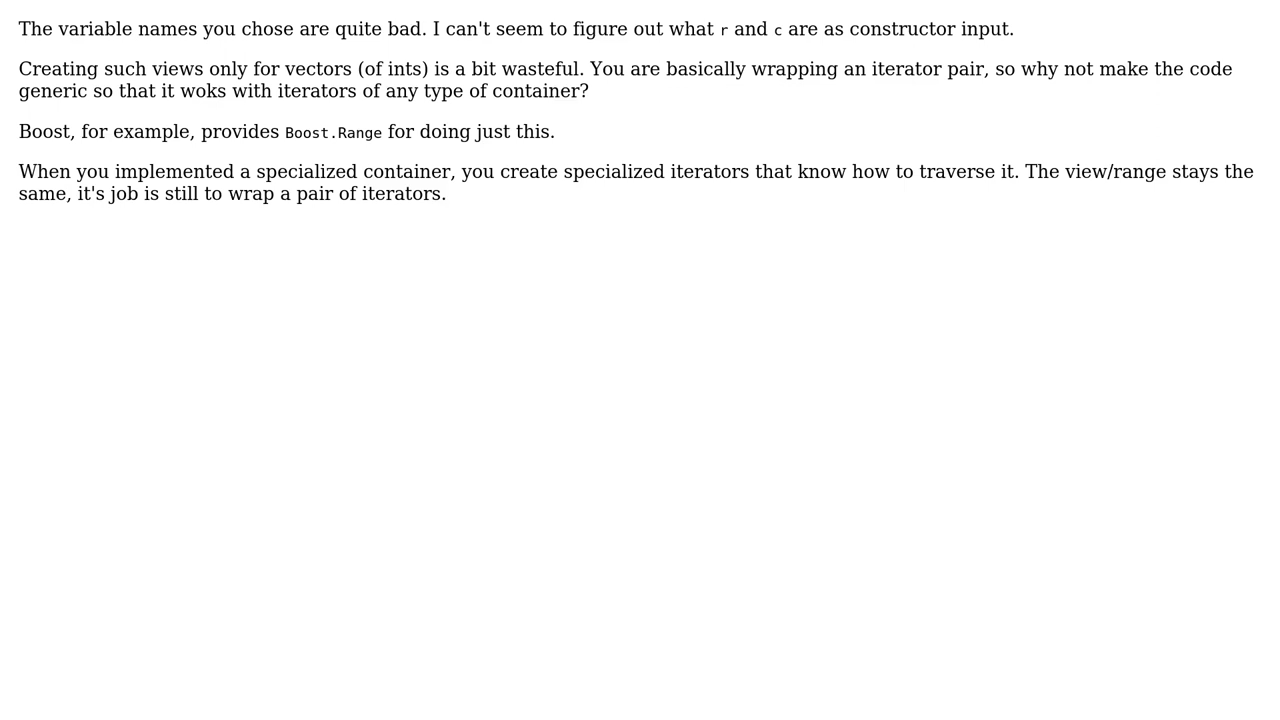 The variable names you chose are quite bad. I can't seem to figure out what r and c are as constructor input.
Creating such views only for vectors (of ints) is a bit wasteful. You are basically wrapping an iterator pair, so why not make the code
generic so that it woks with iterators of any type of container?
Boost, for example, provides Boost.Range for doing just this.
When you implemented a specialized container, you create specialized iterators that know how to traverse it. The view/range stays the
same, it's job is still to wrap a pair of iterators.